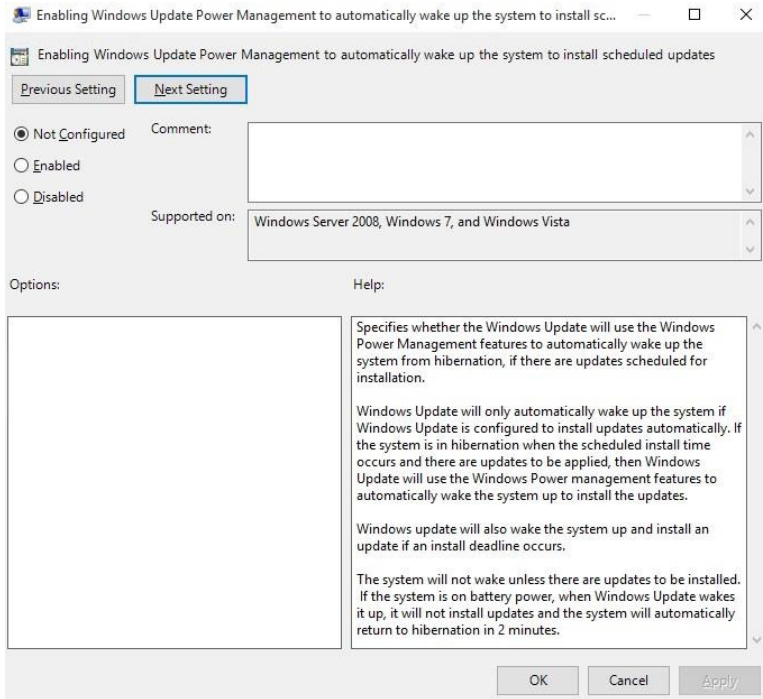 Enabling Windows Update Power Management to automatically wake up the system to install sc...
Enabling Windows Update Power Management to automatically wake up the system to install scheduled updates
Previous Setting
Next Setting
Not Configured
Enabled
Disabled
Comment:
Supported on:
Windows Server 2008, Windows 7, and Windows Vista
Options:
Help:
Specifies whether the Windows Update will use the Windows
Power Management features to automatically wake up the
system from hibernation, if there are updates scheduled for
installation.
Windows Update will only automatically wake up the system if
Windows Update is configured to install updates automatically. If
the system is in hibernation when the scheduled install time
occurs and there are updates to be applied, then Windows
Update will use the Windows Power management features to
automatically wake the system up to install the updates.
Windows update will also wake the system up and install an
update if an install deadline occurs.
The system will not wake unless there are updates to be installed.
If the system is on battery power, when Windows Update wakes
it up, it will not install updates and the system will automatically
return to hibernation in 2 minutes.
OK
Cancel
Apply